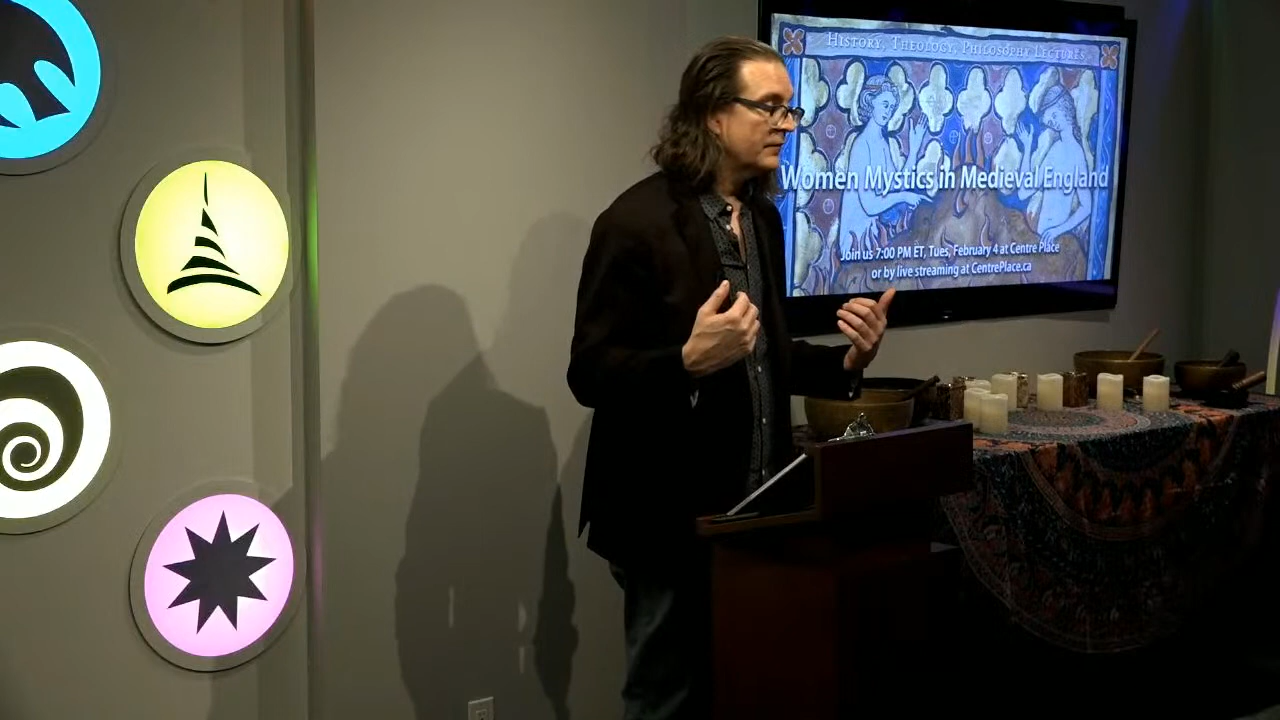 History, Theology, Philosophy Lectures
Women Mystics in Medieval England
Join us 7:00 PM ET, Tues, February 4 at Centre Place
or by live streaming at CentrePlace.ca